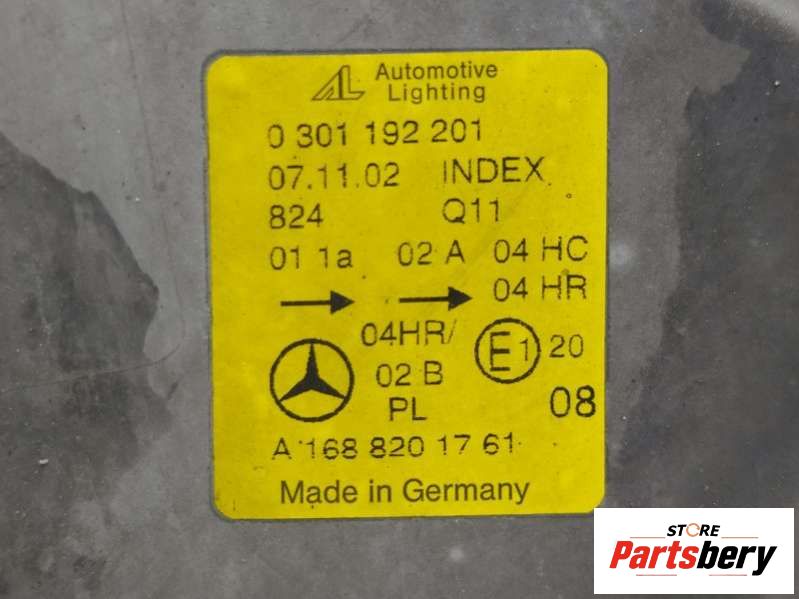 AL Automotive
Lighting
0 301 192 201
07.11.02 INDEX
824 Q11
01 1a 02 A 04 HC
04 HR
04HR/
02 B
PL
E1 20
08
A 168 820 17 61
Made in Germany
STORE
Partsbery